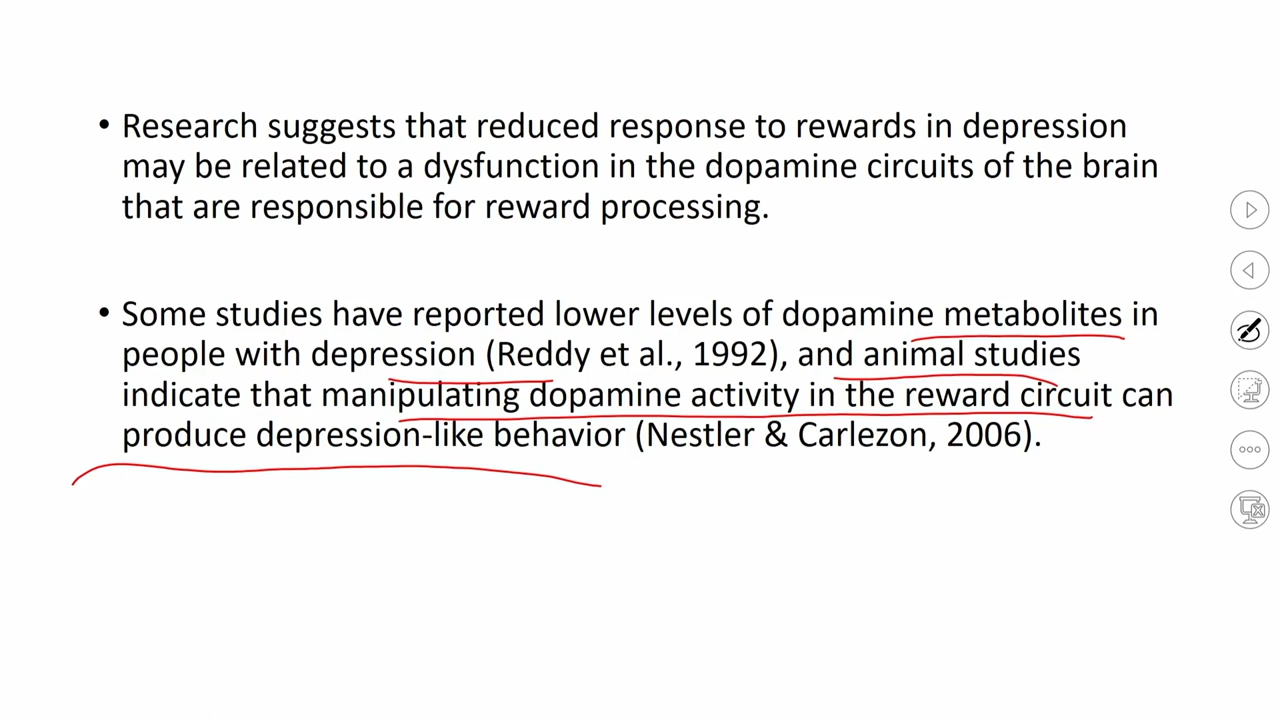 • Research suggests that reduced response to rewards in depression
may be related to a dysfunction in the dopamine circuits of the brain
that are responsible for reward processing.
• Some studies have reported lower levels of dopamine metabolites in
people with depression (Reddy et al., 1992), and animal studies
indicate that manipulating dopamine activity in the reward circuit can
produce depression-like behavior (Nestler & Carlezon, 2006).